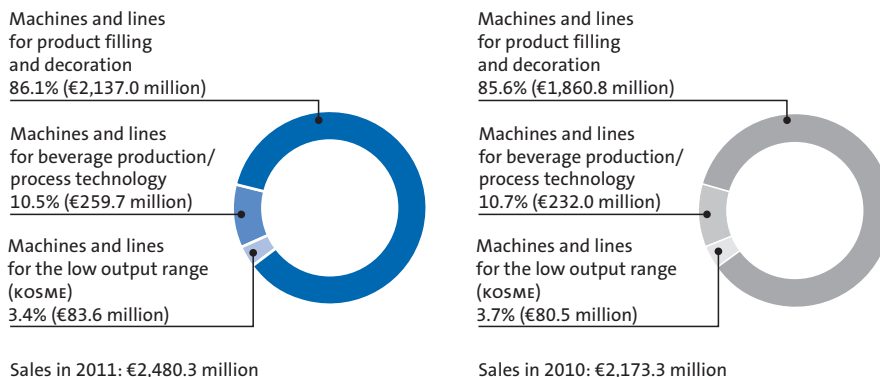 Machines and lines
for product filling
and decoration
86.1% (€2,137.0 million)
Machines and lines
for beverage production/
process technology
10.5% (€259.7 million)
Machines and lines
for the low output range
(KOSME)
3.4% (€83.6 million)
Sales in 2011: €2,480.3 million
Machines and lines
for product filling
and decoration
85.6% (€1,860.8 million)
Machines and lines
for beverage production/
process technology
10.7% (€232.0 million)
Machines and lines
for the low output range
(KOSME)
3.7% (€80.5 million)
Sales in 2010: €2,173.3 million